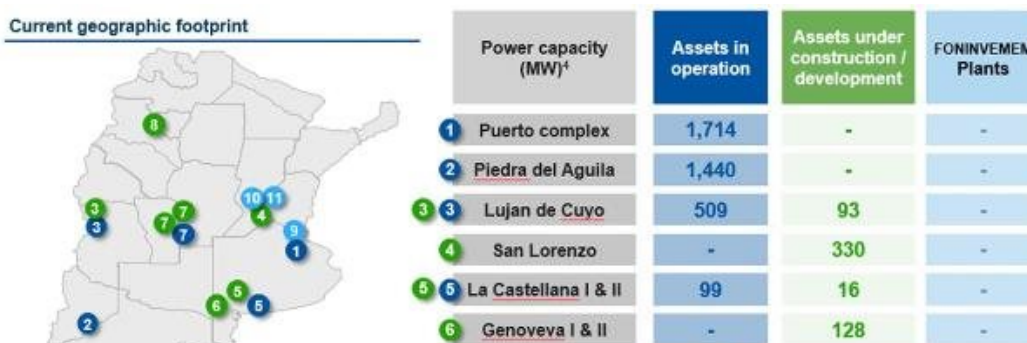 Current geographic footprint
Power capacity
(MW)4
Assets in
operation
Assets under
construction /
development
FONINVEMEM
Plants
8
1 Puerto complex 1,714 - -
2 Piedra del Aguila 1,440 - -
10 11
3 3 Lujan de Cuyo 509 93 -
3
7
4
7
3
7
9
1
4 San Lorenzo - 330 -
5 5 La Castellana I & II 99 16 -
5
6
5
2
6 Genoveva I & II - 128 -